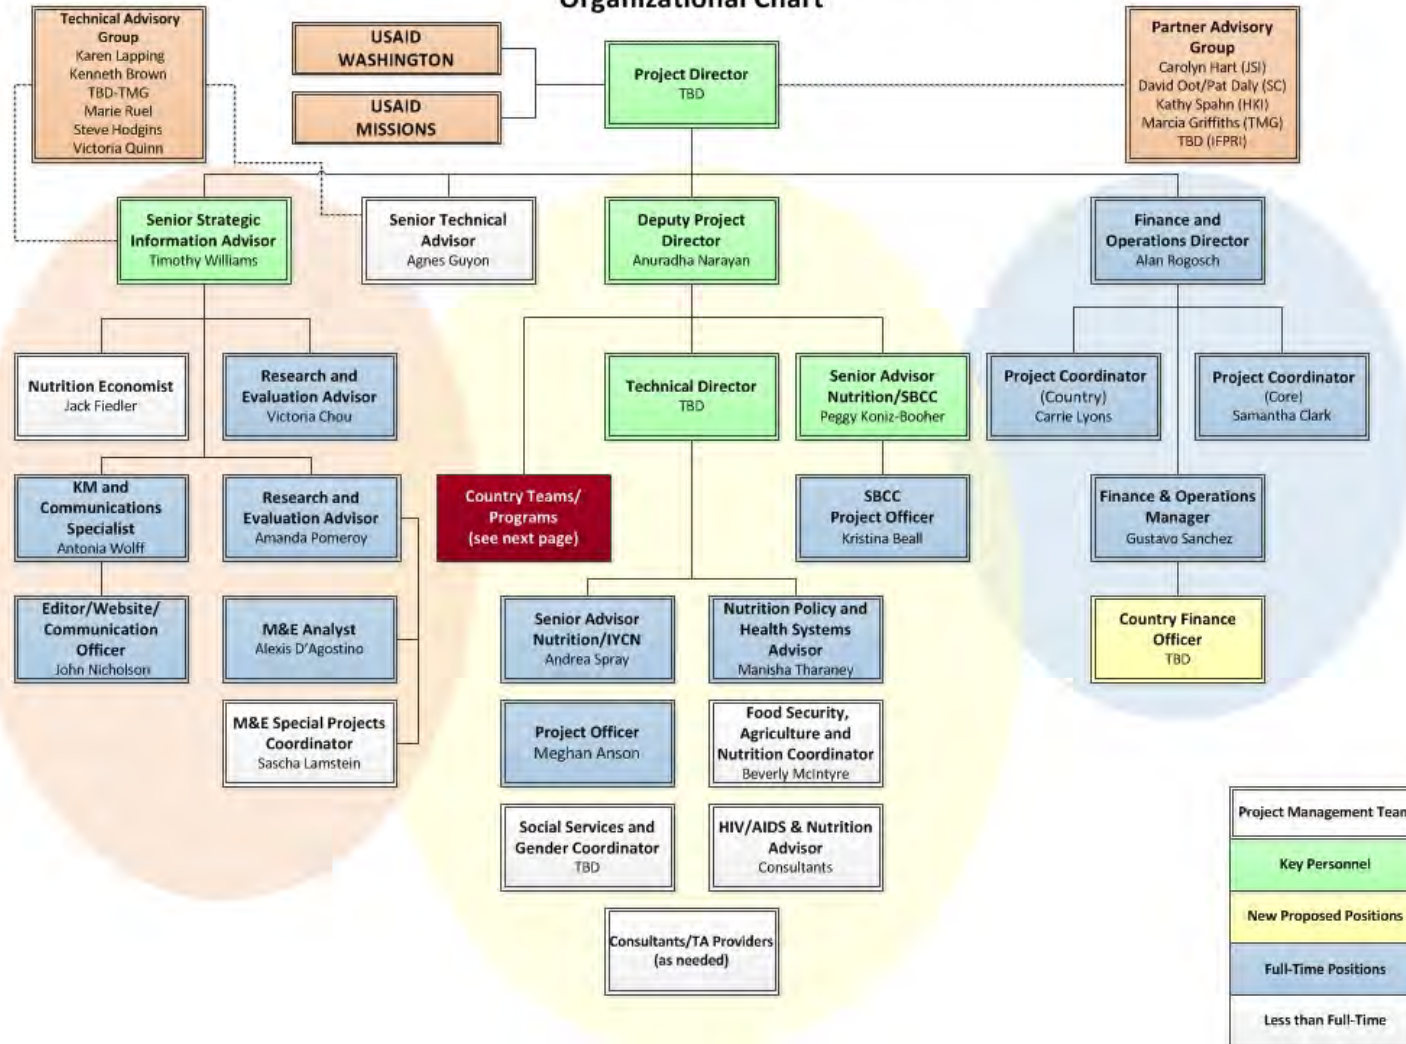 Organizational Chart
Technical Advisory
Group
Karen Lapping
Kenneth Brown
TBD-TMG
Marie Ruel
Steve Hodgins
Victoria Quinn
USAID
WASHINGTON
USAID
MISSIONS
Project Director
TBD
Partner Advisory
Group
Carolyn Hart (JSI)
David Oot/Pat Daly (SC)
Kathy Spahn (HKI)
Marcia Griffiths (TMG)
TBD (IFPRI)
Senior Strategic
Information Advisor
Timothy Williams
Senior Technical
Advisor
Agnes Guyon
Deputy Project
Director
Anuradha Narayan
Finance and
Operations Director
Alan Rogosch
Nutrition Economist
Jack Fiedler
Research and
Evaluation Advisor
Victoria Chou
Technical Director
TBD
Senior Advisor
Nutrition/SBCC
Peggy Koniz-Booher
Project Coordinator
(Country)
Carrie Lyons
Project Coordinator
(Core)
Samantha Clark
KM and
Communications
Specialist
Antonia Wolff
Research and
Evaluation Advisor
Amanda Pomeroy
Country Teams/
Programs
(see next page)
SBCC
Project Officer
Kristina Beall
Finance & Operations
Manager
Gustavo Sanchez
Editor/Website/
Communication
Officer
John Nicholson
M&E Analyst
Alexis D'Agostino
Senior Advisor
Nutrition/IYCN
Andrea Spray
Nutrition Policy and
Health Systems
Advisor
Manisha Tharaney
Country Finance
Officer
TBD
M&E Special Projects
Coordinator
Sascha Lamstein
Project Officer
Meghan Anson
Food Security,
Agriculture and
Nutrition Coordinator
Beverly McIntyre
Social Services and
Gender Coordinator
TBD
HIV/AIDS & Nutrition
Advisor
Consultants
Consultants/TA Providers
(as needed)
Project Management Team
Key Personnel
New Proposed Positions
Full-Time Positions
Less than Full-Time